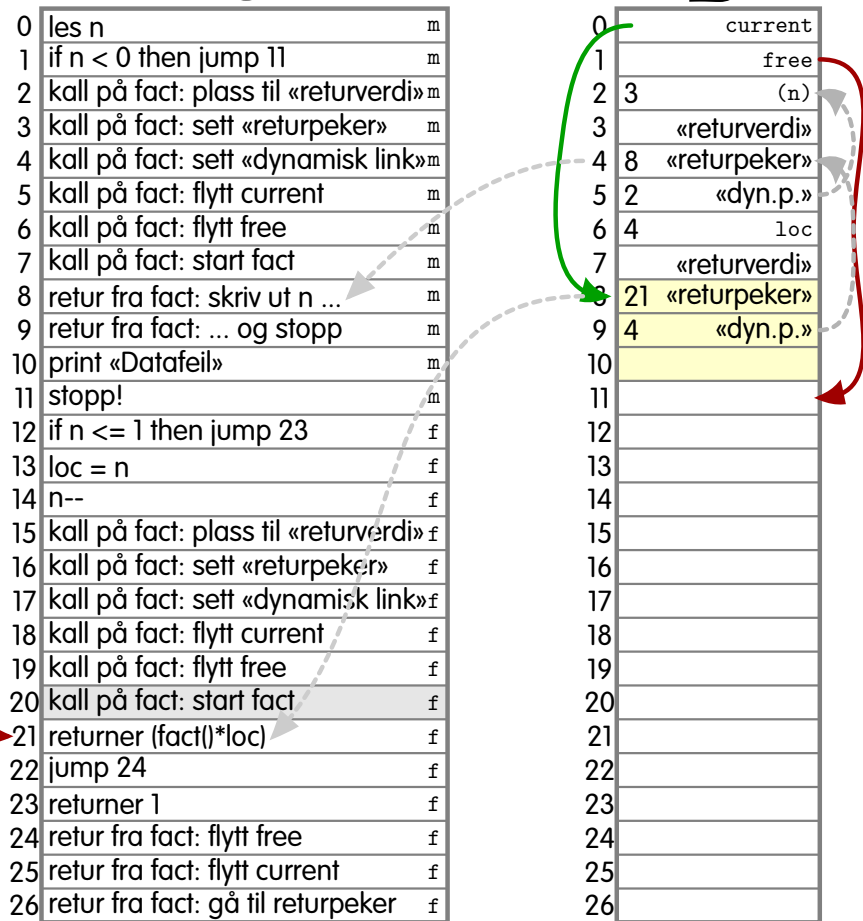 0 les n m
1 if n < 0 then jump 11 m
2 kall på fact: plass til «returverdi» m
3 kall på fact: sett «returpeker» m
4 kall på fact: sett «dynamisk link» m
5 kall på fact: flytt current m
6 kall på fact: flytt free m
7 kall på fact: start fact m
8 retur fra fact: skriv ut n ... m
9 retur fra fact: ... og stopp m
10 print «Datafeil» m
11 stopp! m
12 if n <= 1 then jump 23 f
13 loc = n f
14 n-- f
15 kall på fact: plass til «returverdi» f
16 kall på fact: sett «returpeker» f
17 kall på fact: sett «dynamisk link» f
18 kall på fact: flytt current f
19 kall på fact: flytt free f
20 kall på fact: start fact f
21 returner (fact()*loc) f
22 jump 24 f
23 returner 1 f
24 retur fra fact: flytt free f
25 retur fra fact: flytt current f
26 retur fra fact: gå til returpeker f
0 current
1 free
2 3 (n)
3 «returverdi»
4 8 «returpeker»
5 2 «dyn.p.»
6 4 loc
7 «returverdi»
8 21 «returpeker»
9 4 «dyn.p.»
10
11
12
13
14
15
16
17
18
19
20
21
22
23
24
25
26